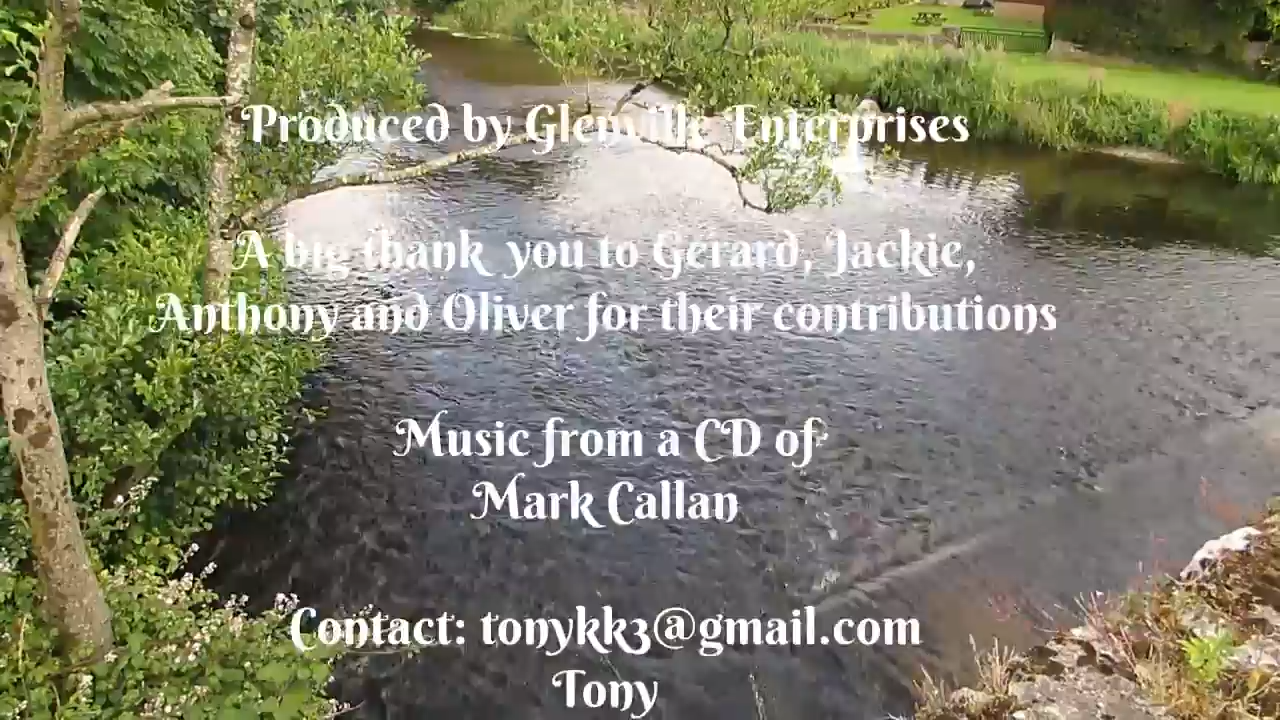 Produced by Glenville Enterprises
A big thank you to Gerard, Jackie,
Anthony and Oliver for their contributions
Music from a CD of
Mark Callan
Contact: tonykk3@gmail.com
Tony